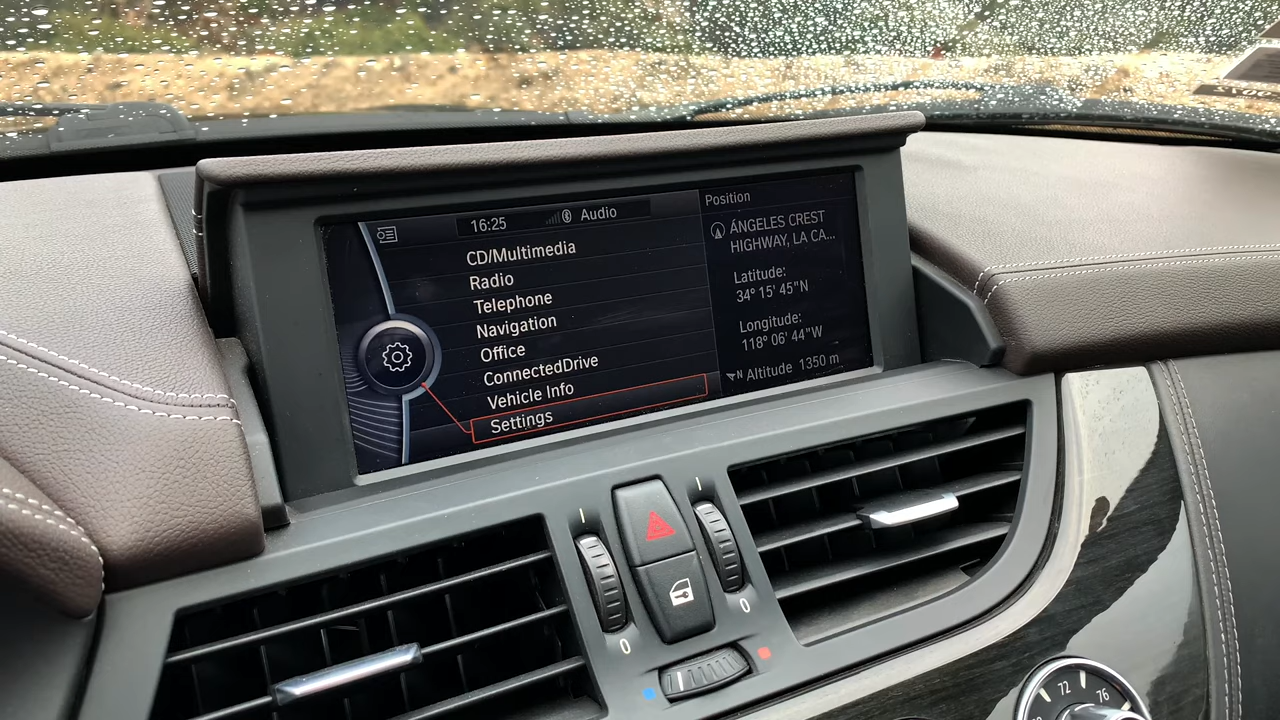 16:25 Audio
CD/Multimedia
Radio
Telephone
Navigation
Office
ConnectedDrive
Vehicle Info
Settings
Position
ÁNGELES CREST
HIGHWAY, LA CA...
Latitude:
34° 15' 45"N
Longitude:
118° 06' 44"W
N Altitude 1350 m
0
0
72
76